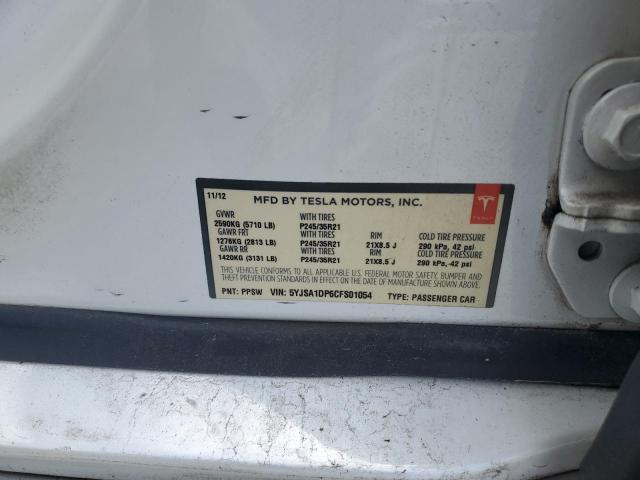 11/12 MFD BY TESLA MOTORS, INC.
TESLA
GVWR WITH TIRES
2590KG (5710 LB) P245/35R21 RIM COLD TIRE PRESSURE
GAWR FRT WITH TIRES
1276KG (2813 LB) P245/35R21 21X8.5 J 290 kPa, 42 psi
GAWR RR WITH TIRES RIM COLD TIRE PRESSURE
1420KG (3131 LB) P245/35R21 21X8.5 J 290 kPa, 42 psi
THIS VEHICLE CONFORMS TO ALL APPLICABLE U.S. FEDERAL MOTOR SAFETY, BUMPER AND
THEFT PREVENTION STANDARDS IN EFFECT ON THE DATE OF MANUFACTURE SHOWN ABOVE.
PNT: PPSW VIN: 5YJSA1DP6CFS01054 TYPE: PASSENGER CAR